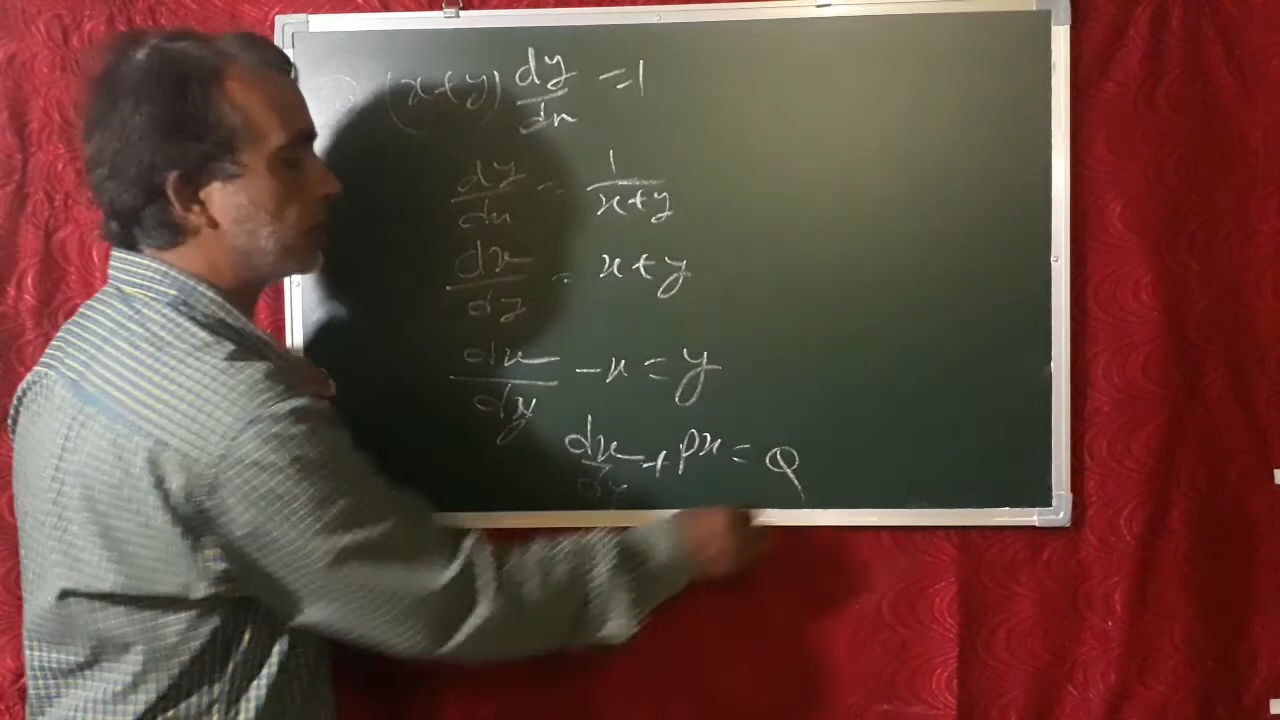 (x+y) dy/dx = 1
dy/dx = 1/(x+y)
dx/dy = x+y
dx/dy - x = y
dx/dy + Px = Q